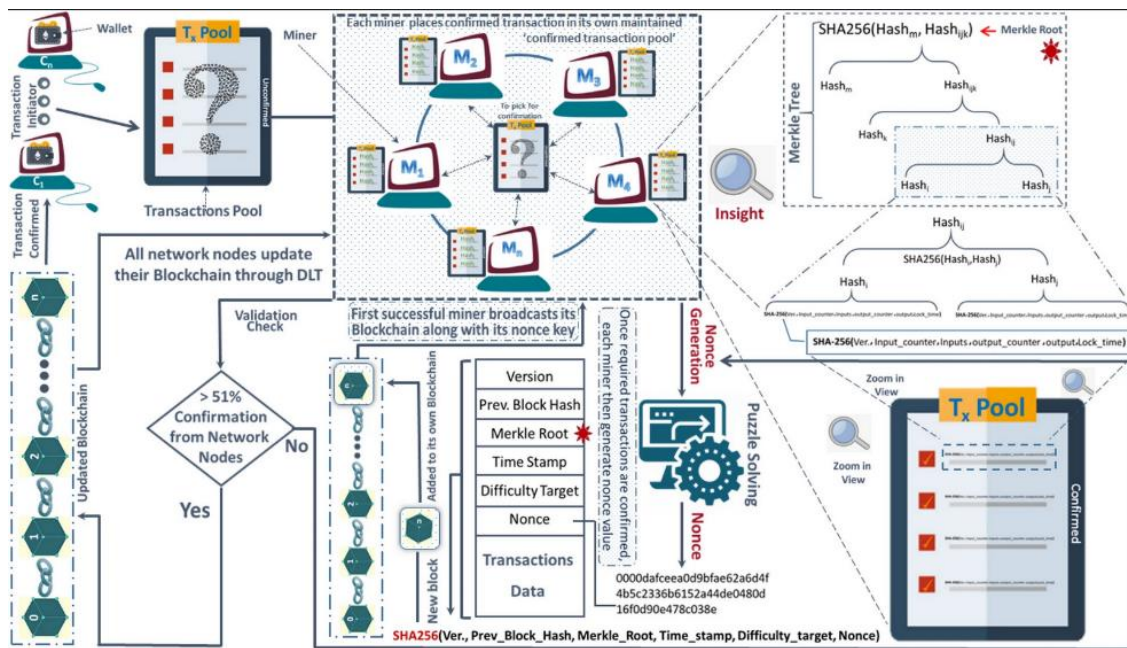 Wallet
Cn
Transaction
Initiator
C1
Transaction
Confirmed
Tx Pool
Unconfirmed
Transactions Pool
Miner
Each miner places confirmed transaction in its own maintained
'confirmed transaction pool'
M2
M3
M1
M4
Mn
To pick for
confirmation
Tx Pool
Insight
Merkle Tree
SHA256(Hashm, Hashijk)
Merkle Root
Hashm
Hashijk
Hashk
Hashij
Hashi
Hashj
Hashij
SHA256(Hashi,Hashj)
Hashi
Hashj
SHA-256(Ver., Input_counter, Inputs, output_counter, output, Lock_time)
All network nodes update
their Blockchain through DLT
Updated Blockchain
n
2
1
0
Validation
Check
> 51%
Confirmation
from Network
Nodes
No
Yes
First successful miner broadcasts its
Blockchain along with its nonce key
n
2
1
0
Added to its own Blockchain
New block
Version
Prev. Block Hash
Merkle Root
Time Stamp
Difficulty Target
Nonce
Transactions
Data
Once required transactions are confirmed,
each miner then generate nonce value
Nonce
Generation
Puzzle Solving
Nonce
0000dafceea0d9bfae62a6d4f
4b5c2336b6152a44de0480d
16f0d90e478c038e
SHA256(Ver., Prev_Block_Hash, Merkle_Root, Time_stamp, Difficulty_target, Nonce)
Zoom in
View
Zoom in
View
Tx Pool
Confirmed